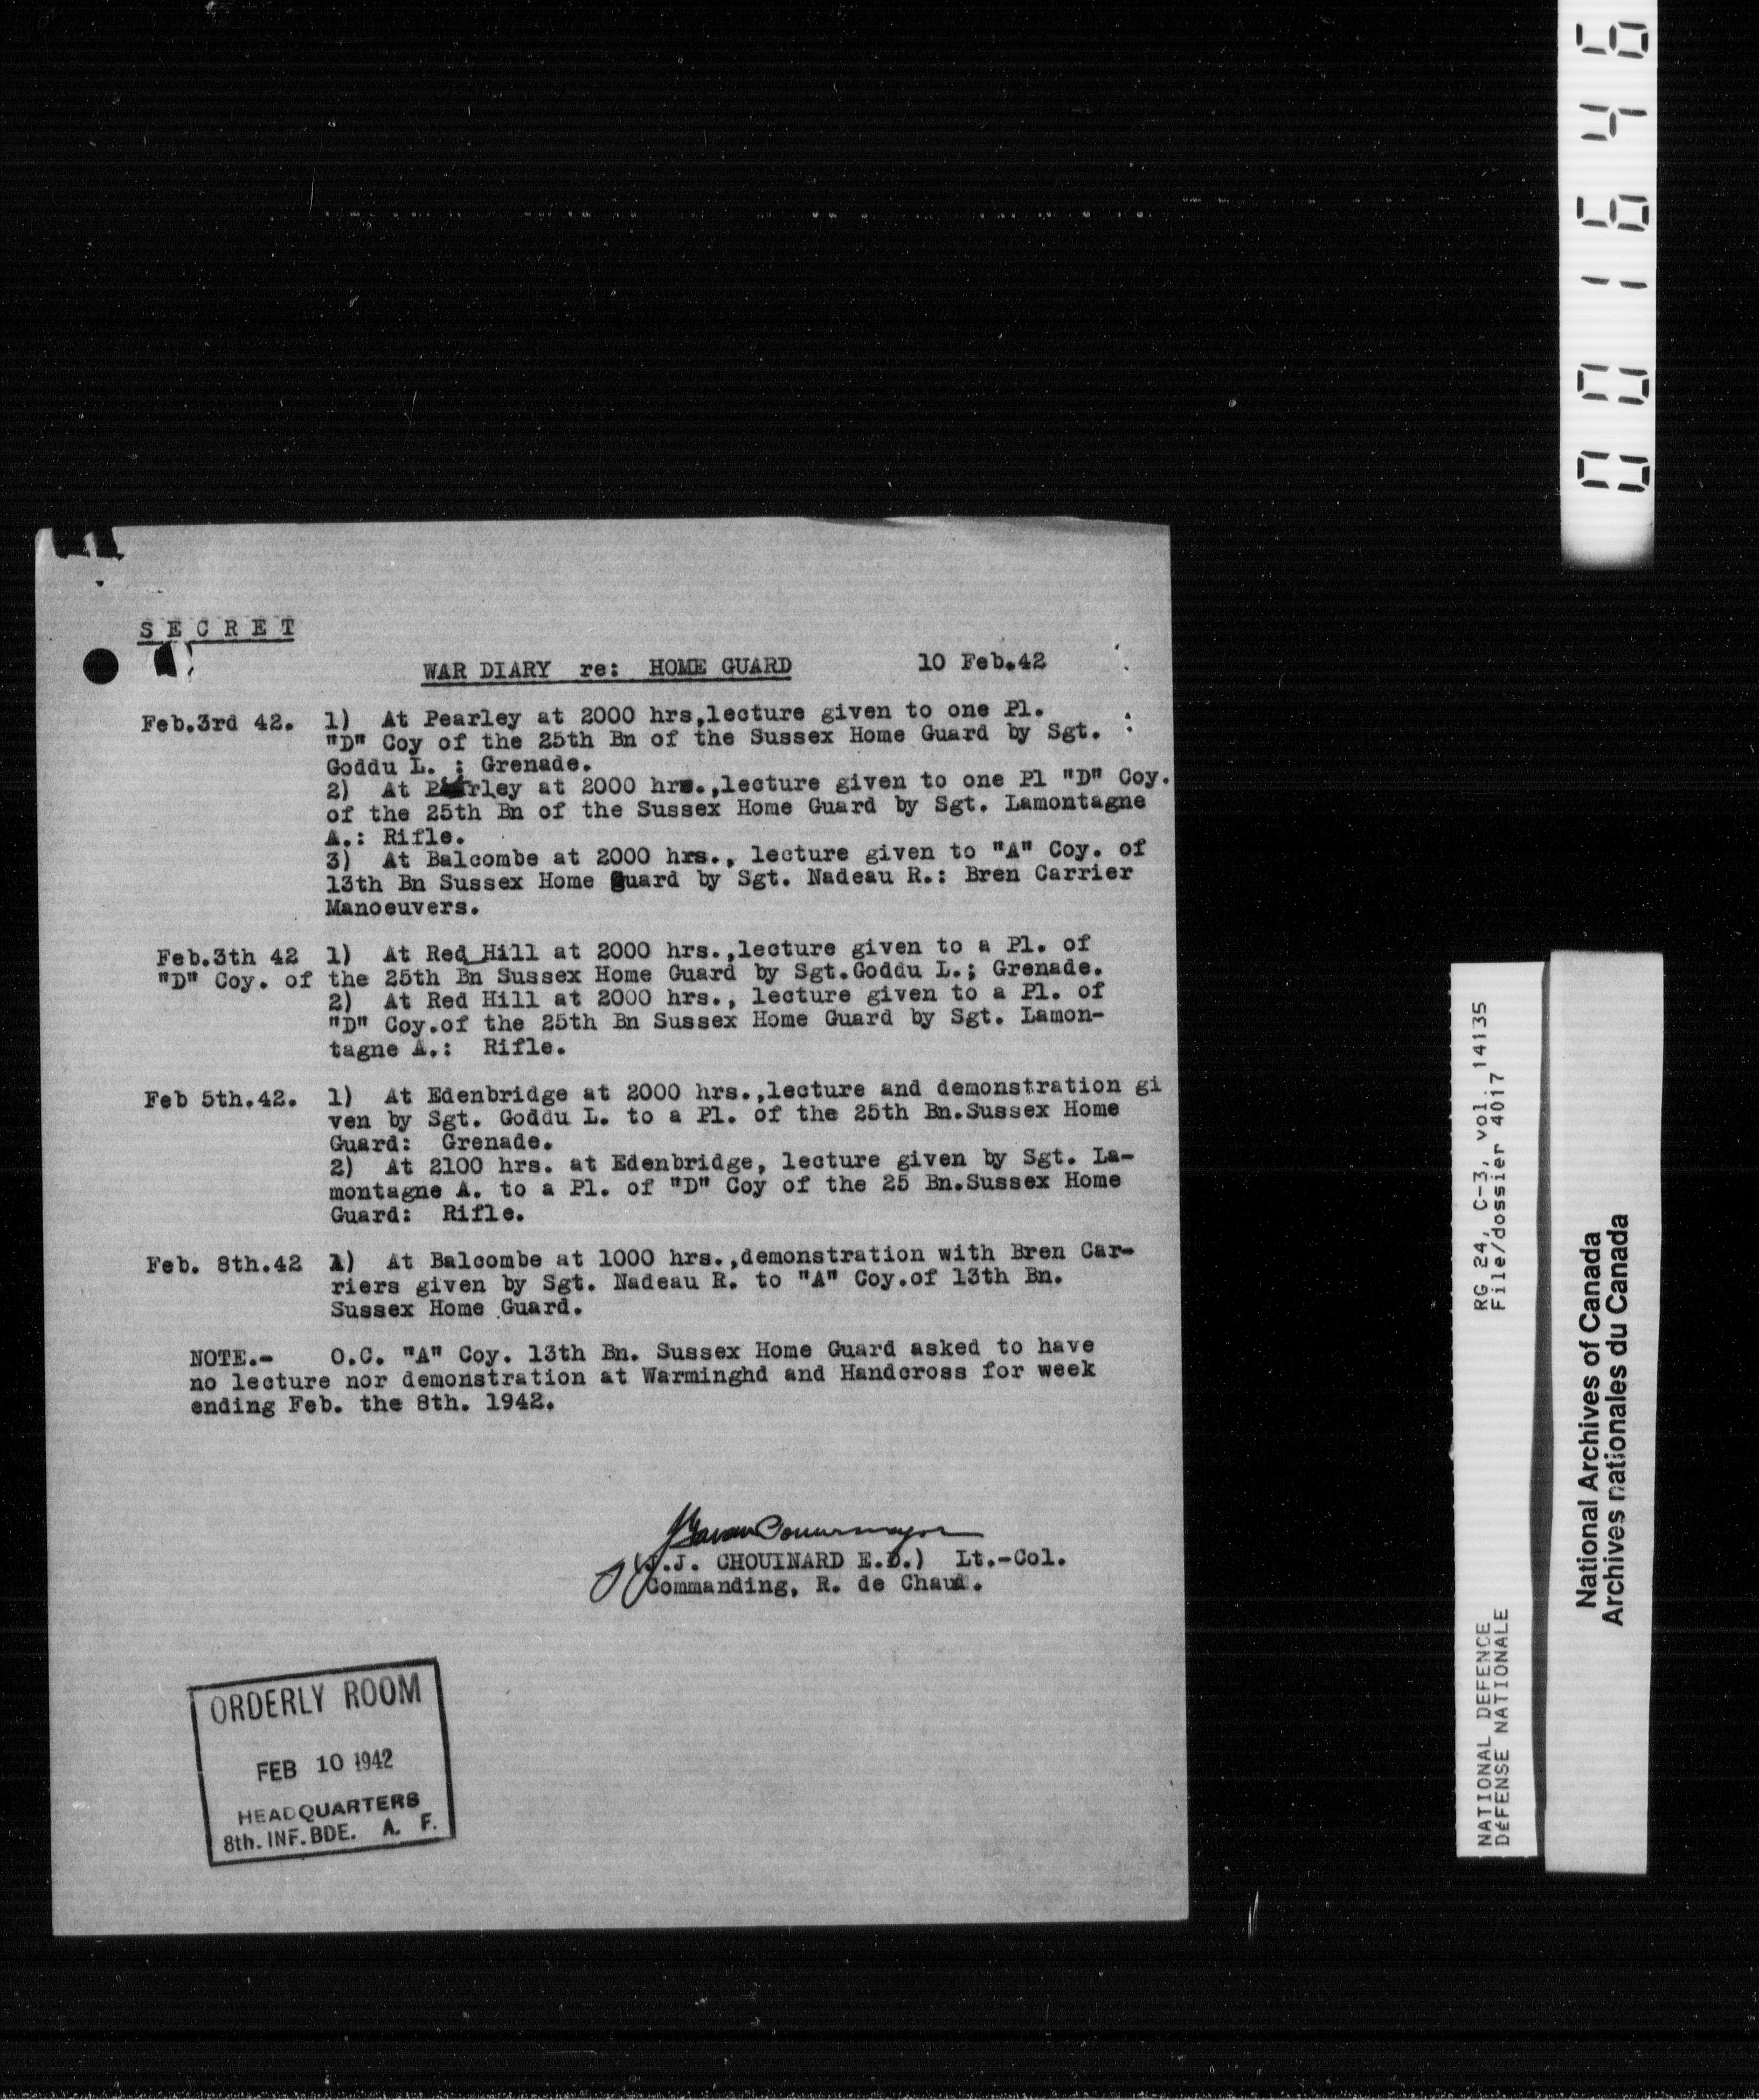 S E C R E T
WAR DIARY re: HOME GUARD 10 Feb.42
Feb.3rd 42. 1) At Pearley at 2000 hrs,lecture given to one Pl.
"D" Coy of the 25th Bn of the Sussex Home Guard by Sgt.
Goddu L. : Grenade.
2) At Pearley at 2000 hrs.,lecture given to one Pl "D" Coy.
of the 25th Bn of the Sussex Home Guard by Sgt. Lamontagne
A.: Rifle.
3) At Balcombe at 2000 hrs., lecture given to "A" Coy. of
13th Bn Sussex Home Guard by Sgt. Nadeau R.: Bren Carrier
Manoeuvers.
Feb.3th 42 1) At Red Hill at 2000 hrs.,lecture given to a Pl. of
"D" Coy. of the 25th Bn Sussex Home Guard by Sgt.Goddu L.; Grenade.
2) At Red Hill at 2000 hrs., lecture given to a Pl. of
"D" Coy.of the 25th Bn Sussex Home Guard by Sgt. Lamon-
tagne A.: Rifle.
Feb 5th.42. 1) At Edenbridge at 2000 hrs.,lecture and demonstration gi
ven by Sgt. Goddu L. to a Pl. of the 25th Bn.Sussex Home
Guard: Grenade.
2) At 2100 hrs. at Edenbridge, lecture given by Sgt. La-
montagne A. to a Pl. of "D" Coy of the 25 Bn.Sussex Home
Guard: Rifle.
Feb. 8th.42 1) At Balcombe at 1000 hrs.,demonstration with Bren Car-
riers given by Sgt. Nadeau R. to "A" Coy.of 13th Bn.
Sussex Home Guard.
NOTE.- O.C. "A" Coy. 13th Bn. Sussex Home Guard asked to have
no lecture nor demonstration at Warminghd and Handcross for week
ending Feb. the 8th. 1942.
.J. CHOUINARD E.D.) Lt.-Col.
Commanding, R. de Chaud.
ORDERLY ROOM
FEB 10 1942
HEADQUARTERS
8th. INF. BDE. A. F.
001646
NATIONAL DEFENCE RG 24, C-3, vol. 14135
DéFENSE NATIONALE File/dossier 4017
National Archives of Canada
Archives nationales du Canada